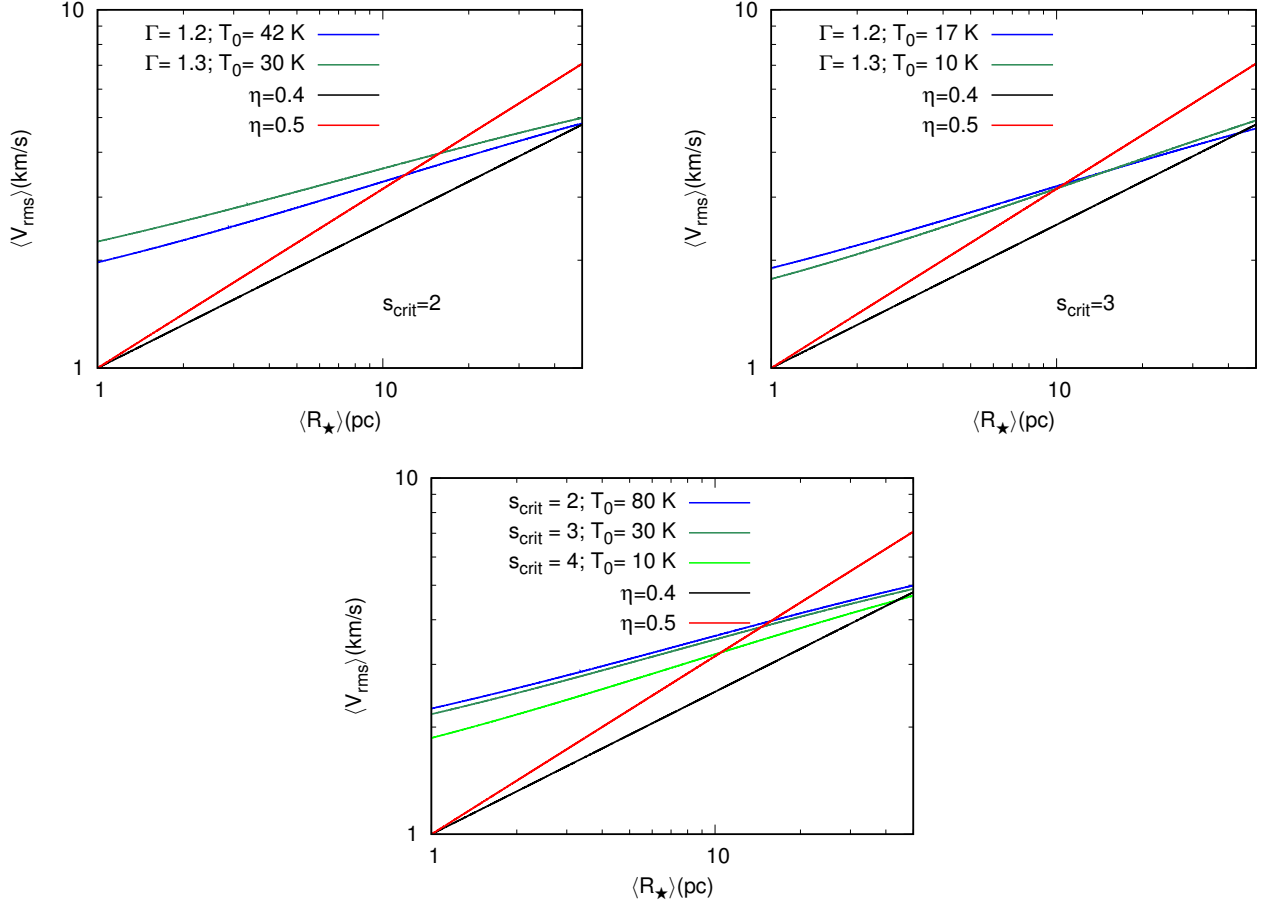 10
Γ= 1.2; T₀= 42 K
Γ= 1.3; T₀= 30 K
η=0.4
η=0.5
⟨V_rms⟩(km/s)
s_crit=2
1
1
10
⟨R★⟩(pc)
10
Γ= 1.2; T₀= 17 K
Γ= 1.3; T₀= 10 K
η=0.4
η=0.5
⟨V_rms⟩(km/s)
s_crit=3
1
1
10
⟨R★⟩(pc)
10
s_crit = 2; T₀= 80 K
s_crit = 3; T₀= 30 K
s_crit = 4; T₀= 10 K
η=0.4
η=0.5
⟨V_rms⟩(km/s)
1
1
10
⟨R★⟩(pc)